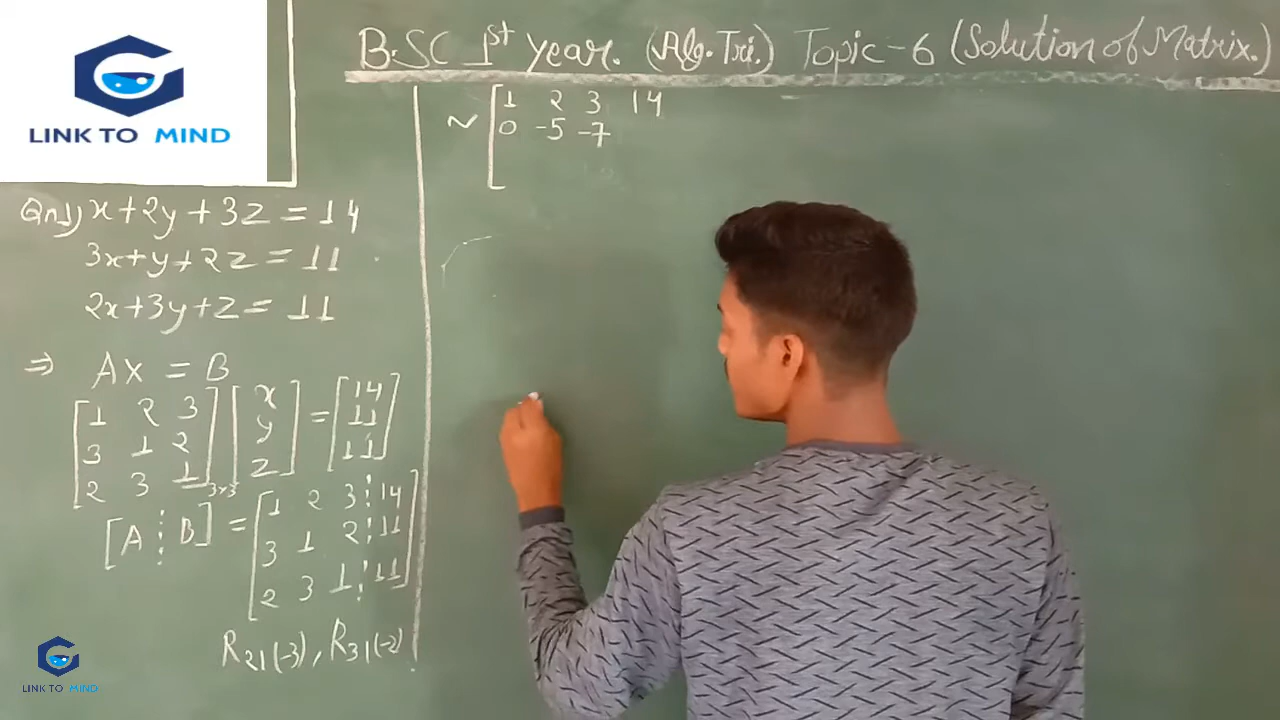 LINK TO MIND
B.SC 1st year. (Alg. Tri.) Topic-6 (Solution of Matrix.)
Qn1) x+2y+3z=14
3x+y+2z=11
2x+3y+z=11
⇒ AX = B
[1 2 3] [x] = [14]
[3 1 2] [y] [11]
[2 3 1]3×3 [z] [11]
[A ⋮ B] = [1 2 3 ⋮ 14]
[3 1 2 ⋮ 11]
[2 3 1 ⋮ 11]
R21(-3), R31(-2)
~ [1 2 3 14
0 -5 -7
LINK TO MIND